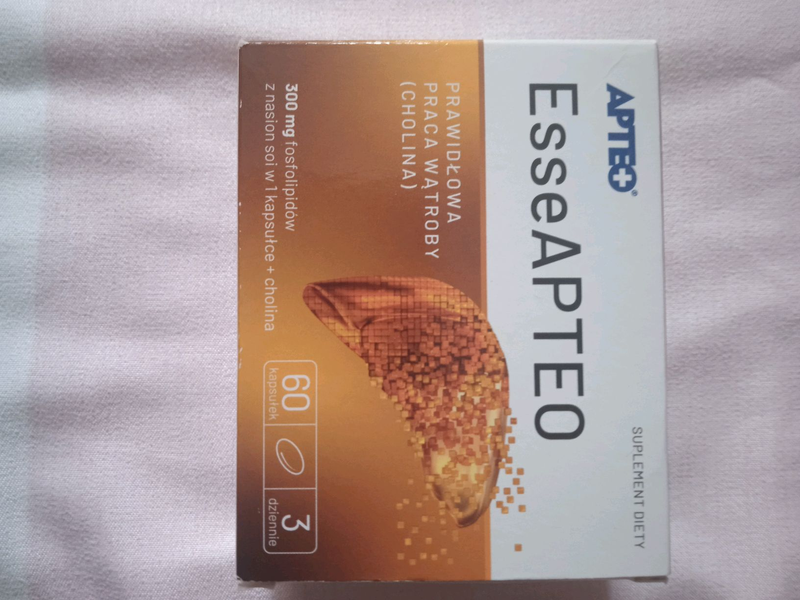 APTEO®
SUPLEMENT DIETY
EsseAPTEO
PRAWIDŁOWA
PRACA WĄTROBY
(CHOLINA)
300 mg fosfolipidów
z nasion soi w 1 kapsułce + cholina
60
kapsułek
3
dziennie